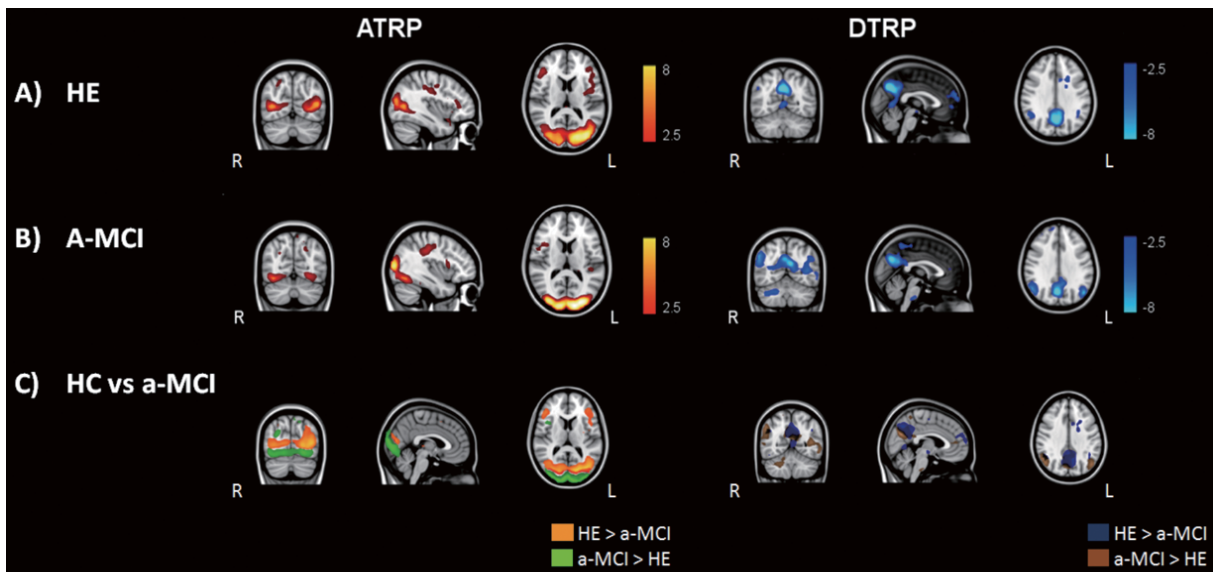 ATRP DTRP
A) HE
8
2.5
-2.5
-8
R L R L
B) A-MCI
8
2.5
-2.5
-8
R L R L
C) HC vs a-MCI
R L R L
HE > a-MCI
a-MCI > HE
HE > a-MCI
a-MCI > HE